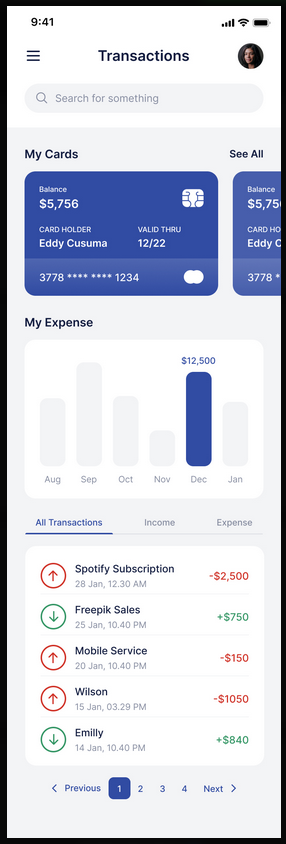 9:41
Transactions
Search for something
My Cards See All
Balance
$5,756
CARD HOLDER VALID THRU
Eddy Cusuma 12/22
3778 **** **** 1234
Balance
$5,75
CARD HO
Eddy C
3778 **
My Expense
$12,500
Aug Sep Oct Nov Dec Jan
All Transactions Income Expense
Spotify Subscription
28 Jan, 12.30 AM
-$2,500
Freepik Sales
25 Jan, 10.40 PM
+$750
Mobile Service
20 Jan, 10.40 PM
-$150
Wilson
15 Jan, 03.29 PM
-$1050
Emilly
14 Jan, 10.40 PM
+$840
Previous 1 2 3 4 Next